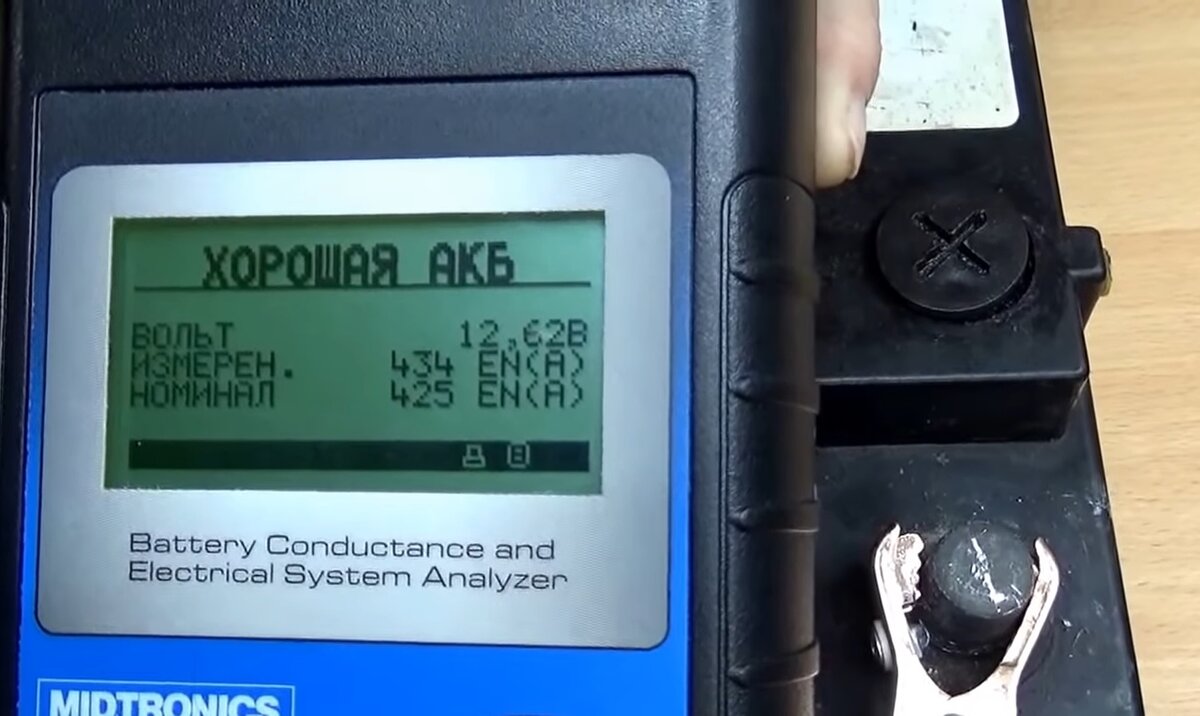 ХОРОШАЯ АКБ
ВОЛЬТ 12,62В
ИЗМЕРЕН. 434 EN(A)
НОМИНАЛ 425 EN(A)
Battery Conductance and
Electrical System Analyzer
MIDTRONICS